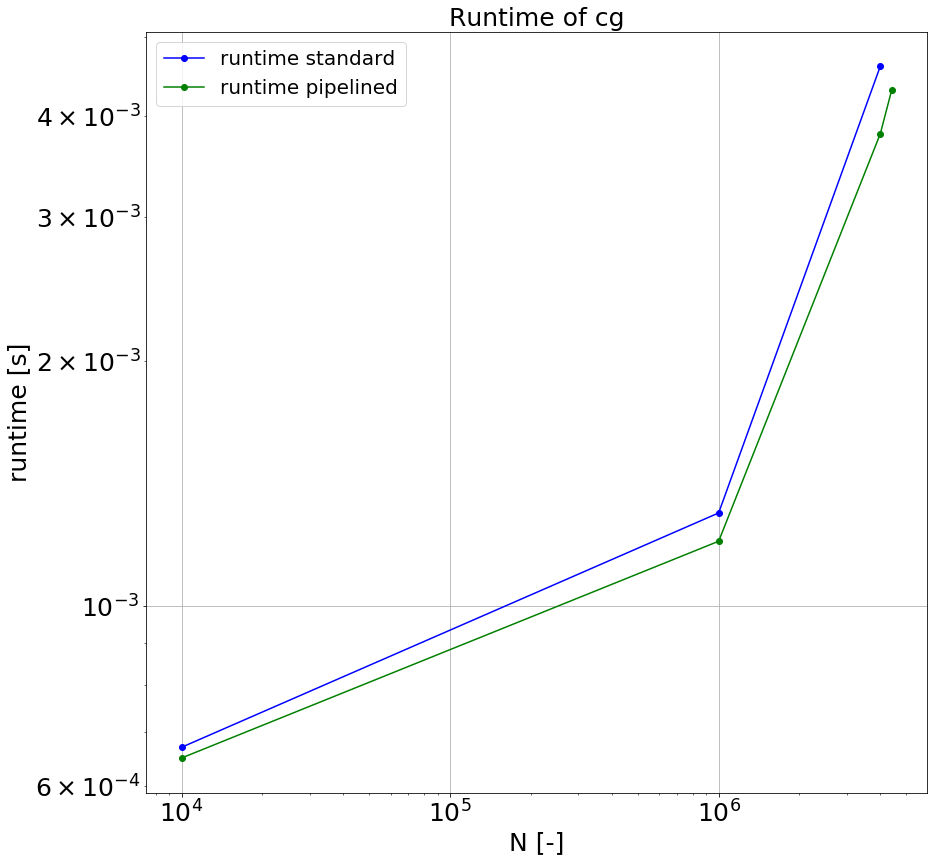 Runtime of cg
runtime standard
runtime pipelined
4 × 10⁻³
3 × 10⁻³
2 × 10⁻³
10⁻³
6 × 10⁻⁴
runtime [s]
10⁴ 10⁵ 10⁶
N [-]